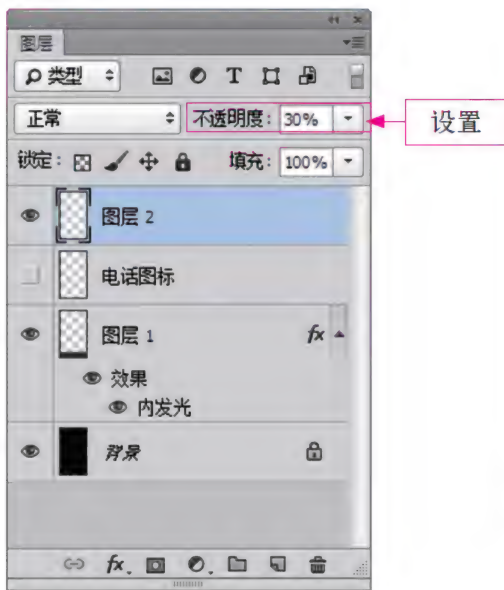 图层
类型
T
正常
不透明度: 30%
设置
锁定:
填充: 100%
图层 2
电话图标
图层 1
fx
效果
内发光
背景
fx.